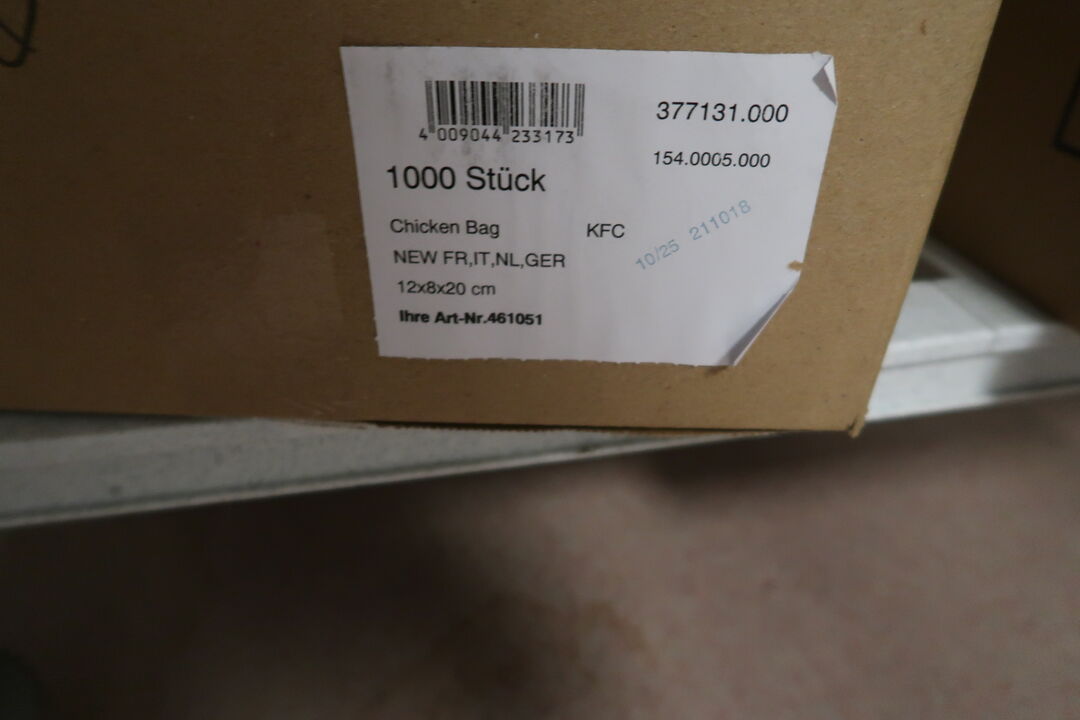 4 009044 233173
377131.000
154.0005.000
1000 Stück
Chicken Bag KFC
NEW FR,IT,NL,GER
10/25 211018
12x8x20 cm
Ihre Art-Nr.461051